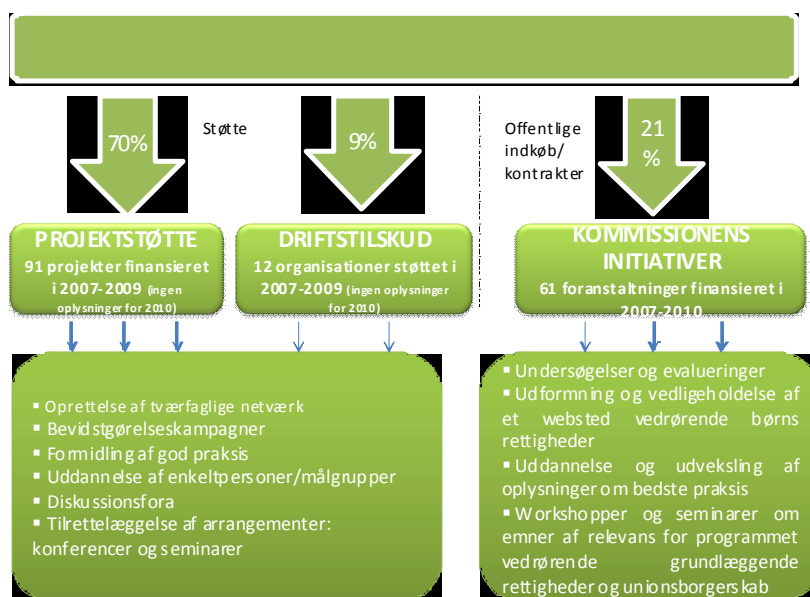 70%
Støtte
9%
Offentlige
indkøb/
kontrakter
21
%
PROJEKTSTØTTE
91 projekter finansieret
i 2007-2009 (ingen
oplysninger for 2010)
DRIFTSTILSKUD
12 organisationer støttet i
2007-2009 (ingen oplysninger
for 2010)
KOMMISSIONENS
INITIATIVER
61 foranstaltninger finansieret i
2007-2010
▪ Oprettelse af tværfaglige netværk
▪ Bevidstgørelseskampagner
▪ Formidling af god praksis
▪ Uddannelse af enkeltpersoner/målgrupper
▪ Diskussionsfora
▪ Tilrettelæggelse af arrangementer:
konferencer og seminarer
▪ Undersøgelser og evalueringer
▪ Udformning og vedligeholdelse af
et websted vedrørende børns
rettigheder
▪ Uddannelse og udveksling af
oplysninger om bedste praksis
▪ Workshopper og seminarer om
emner af relevans for programmet
vedrørende grundlæggende
rettigheder og unionsborgerskab